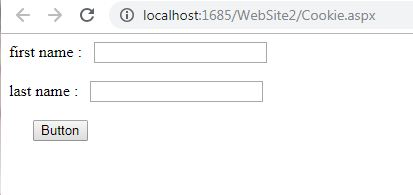 localhost:1685/WebSite2/Cookie.aspx
first name :
last name :
Button